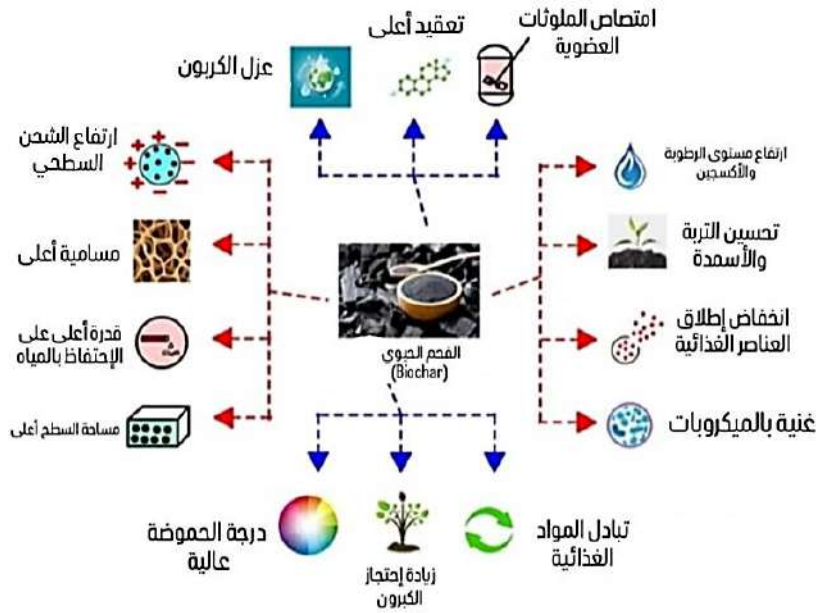 امتصاص الملوثات
العضوية
تعقيد أعلى
عزل الكربون
ارتفاع مستوى الرطوبة
والأكسجين
ارتفاع الشحن
السطحي
تحسين التربة
والأسمدة
مسامية أعلى
انخفاض إطلاق
العناصر الغذائية
قدرة أعلى على
الإحتفاظ بالمياه
الفحم الحيوي
(Biochar)
غنية بالميكروبات
مساحة السطح أعلى
تبادل المواد
الغذائية
زيادة إحتجاز
الكبرون
درجة الحموضة
عالية